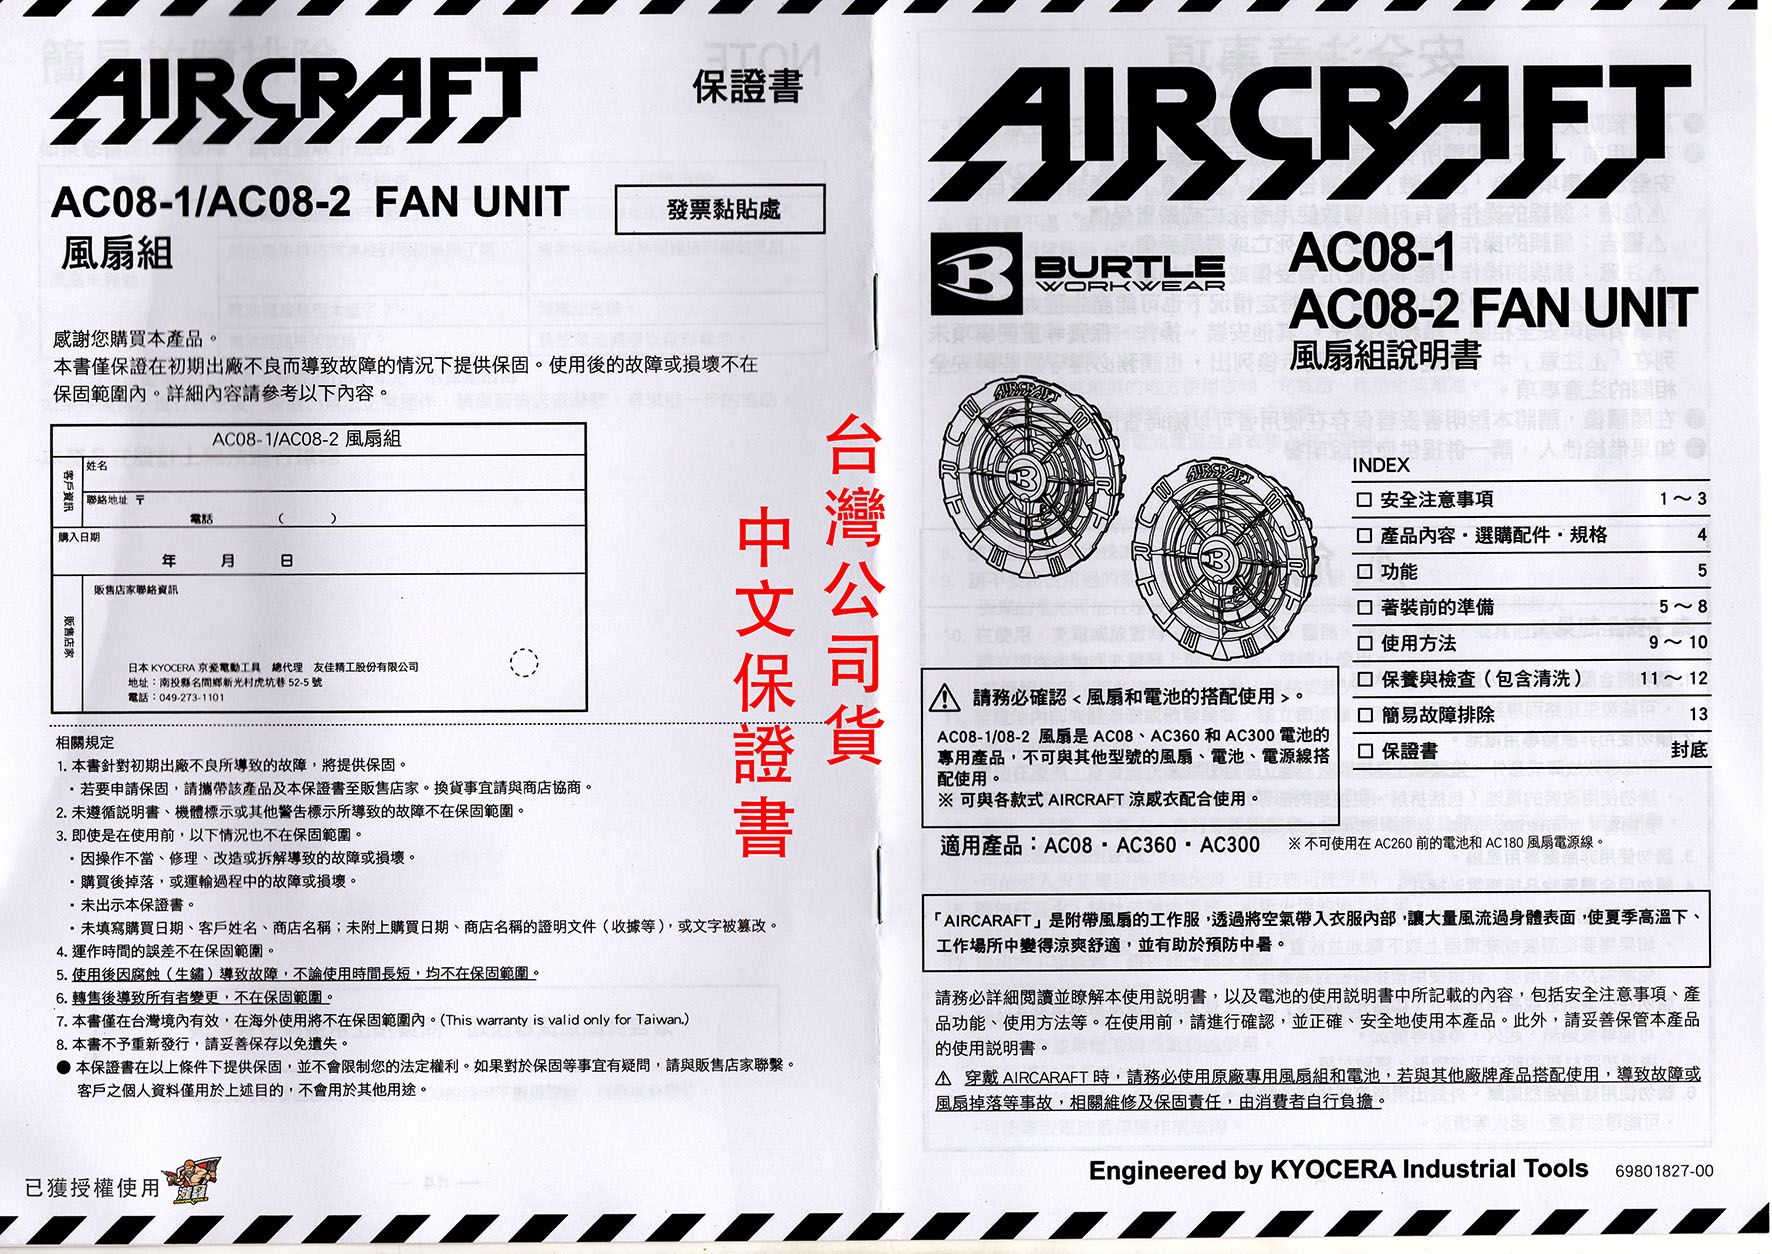 AIRCRAFT
保證書
AC08-1/AC08-2 FAN UNIT
風扇組
發票黏貼處
感謝您購買本產品。
本書僅保證在初期出廠不良而導致故障的情況下提供保固。使用後的故障或損壞不在
保固範圍內。詳細內容請參考以下內容。
AC08-1/AC08-2 風扇組
客戶資訊
姓名
聯絡地址 〒
電話 ( )
購入日期
年 月 日
販售店家
販售店家聯絡資訊
日本 KYOCERA 京瓷電動工具 總代理 友佳精工股份有限公司
地址：南投縣名間鄉新光村虎坑巷 52-5 號
電話：049-273-1101
相關規定
1. 本書針對初期出廠不良所導致的故障，將提供保固。
・若要申請保固，請攜帶該產品及本保證書至販售店家。換貨事宜請與商店協商。
2. 未遵循說明書、機體標示或其他警告標示所導致的故障不在保固範圍。
3. 即使是在使用前，以下情況也不在保固範圍。
・因操作不當、修理、改造或拆解導致的故障或損壞。
・購買後掉落，或運輸過程中的故障或損壞。
・未出示本保證書。
・未填寫購買日期、客戶姓名、商店名稱；未附上購買日期、商店名稱的證明文件（收據等），或文字被篡改。
4. 運作時間的誤差不在保固範圍。
5. 使用後因腐蝕（生鏽）導致故障，不論使用時間長短，均不在保固範圍。
6. 轉售後導致所有者變更，不在保固範圍。
7. 本書僅在台灣境內有效，在海外使用將不在保固範圍內。(This warranty is valid only for Taiwan.)
8. 本書不予重新發行，請妥善保存以免遺失。
● 本保證書在以上條件下提供保固，並不會限制您的法定權利。如果對於保固等事宜有疑問，請與販售店家聯繫。
客戶之個人資料僅用於上述目的，不會用於其他用途。
已獲授權使用
台灣公司貨
中文保證書
AIRCRAFT
B BURTLE
WORKWEAR
AC08-1
AC08-2 FAN UNIT
風扇組說明書
AIRCRAFT
BURTLE
AIRCRAFT
AIRCRAFT
BURTLE
AIRCRAFT
INDEX
□ 安全注意事項 1～3
□ 產品內容・選購配件・規格 4
□ 功能 5
□ 著裝前的準備 5～8
□ 使用方法 9～10
□ 保養與檢查（包含清洗） 11～12
□ 簡易故障排除 13
□ 保證書 封底
⚠ 請務必確認 < 風扇和電池的搭配使用 >。
AC08-1/08-2 風扇是 AC08、AC360 和 AC300 電池的
專用產品，不可與其他型號的風扇、電池、電源線搭
配使用。
※ 可與各款式 AIRCRAFT 涼感衣配合使用。
適用產品：AC08・AC360・AC300 ※ 不可使用在 AC260 前的電池和 AC180 風扇電源線。
「AIRCARAFT」是附帶風扇的工作服，透過將空氣帶入衣服內部，讓大量風流過身體表面，使夏季高溫下、
工作場所中變得涼爽舒適，並有助於預防中暑。
請務必詳細閱讀並瞭解本使用説明書，以及電池的使用説明書中所記載的內容，包括安全注意事項、產
品功能、使用方法等。在使用前，請進行確認，並正確、安全地使用本產品。此外，請妥善保管本產品
的使用説明書。
⚠ 穿戴 AIRCARAFT 時，請務必使用原廠專用風扇組和電池，若與其他廠牌產品搭配使用，導致故障或
風扇掉落等事故，相關維修及保固責任，由消費者自行負擔。
Engineered by KYOCERA Industrial Tools 69801827-00